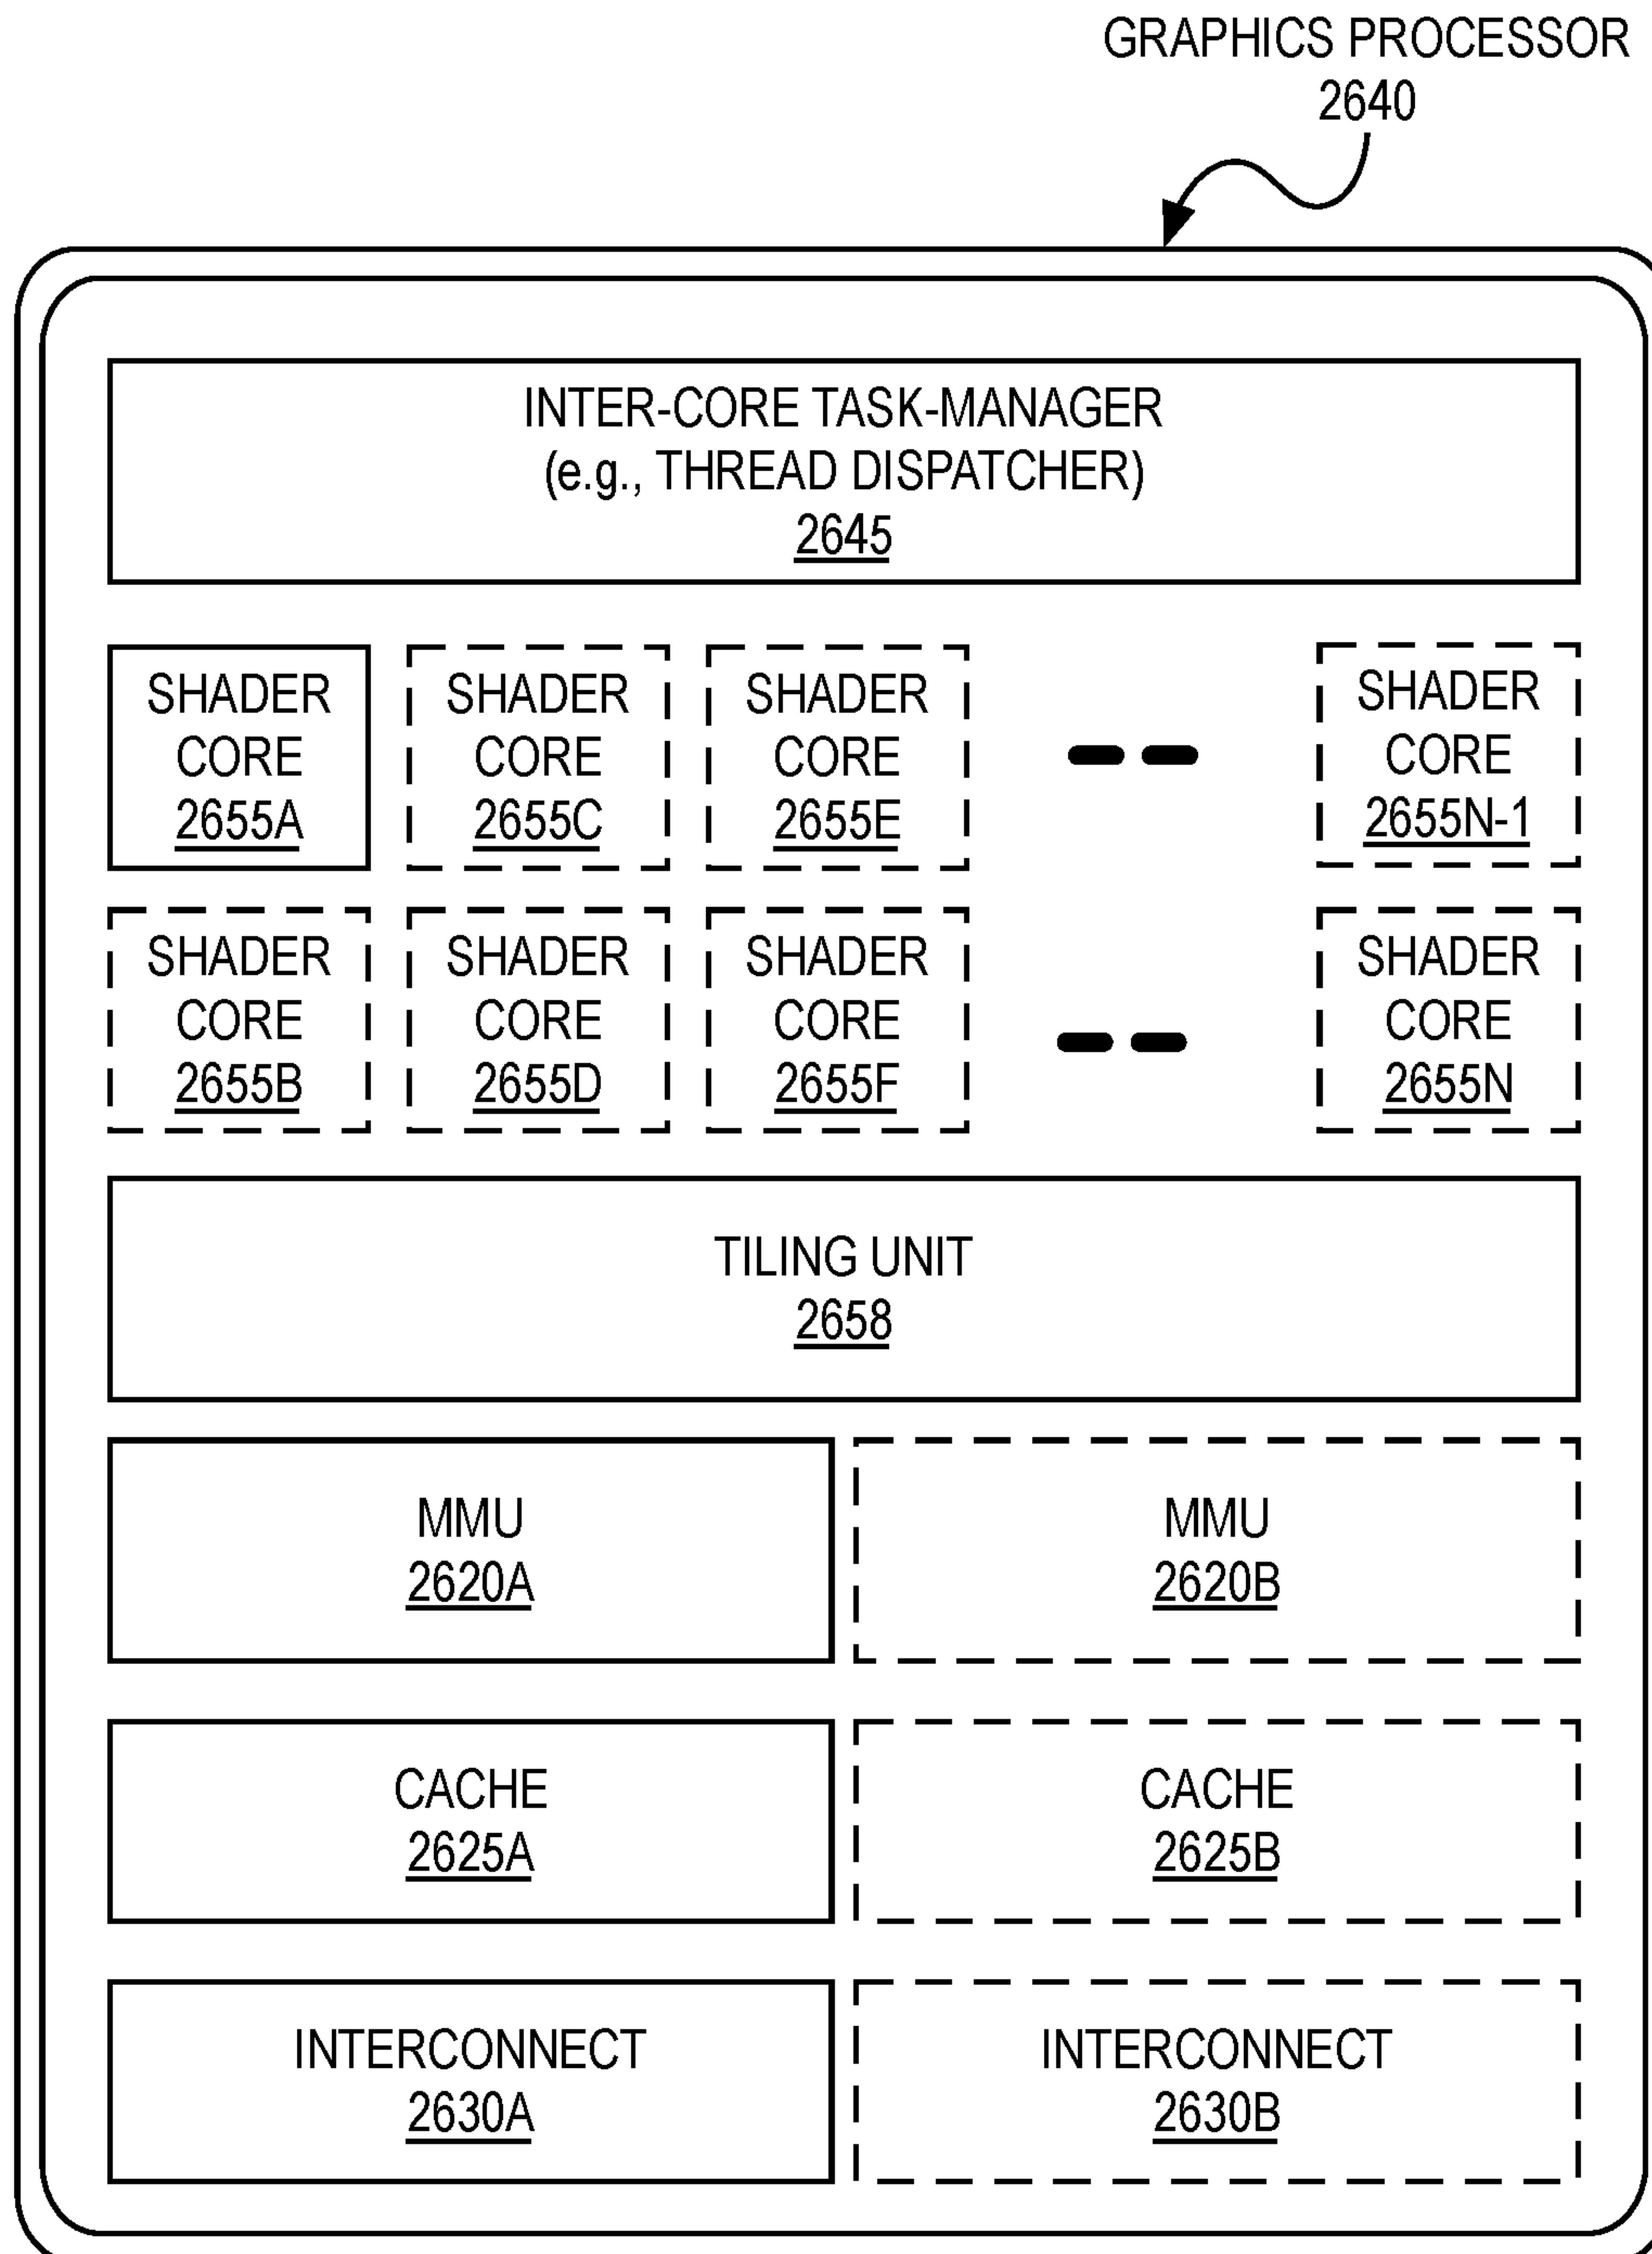 GRAPHICS PROCESSOR
2640
INTER-CORE TASK-MANAGER
(e.g., THREAD DISPATCHER)
2645
SHADER
CORE
2655A
SHADER
CORE
2655C
SHADER
CORE
2655E
SHADER
CORE
2655N-1
SHADER
CORE
2655B
SHADER
CORE
2655D
SHADER
CORE
2655F
SHADER
CORE
2655N
TILING UNIT
2658
MMU
2620A
MMU
2620B
CACHE
2625A
CACHE
2625B
INTERCONNECT
2630A
INTERCONNECT
2630B